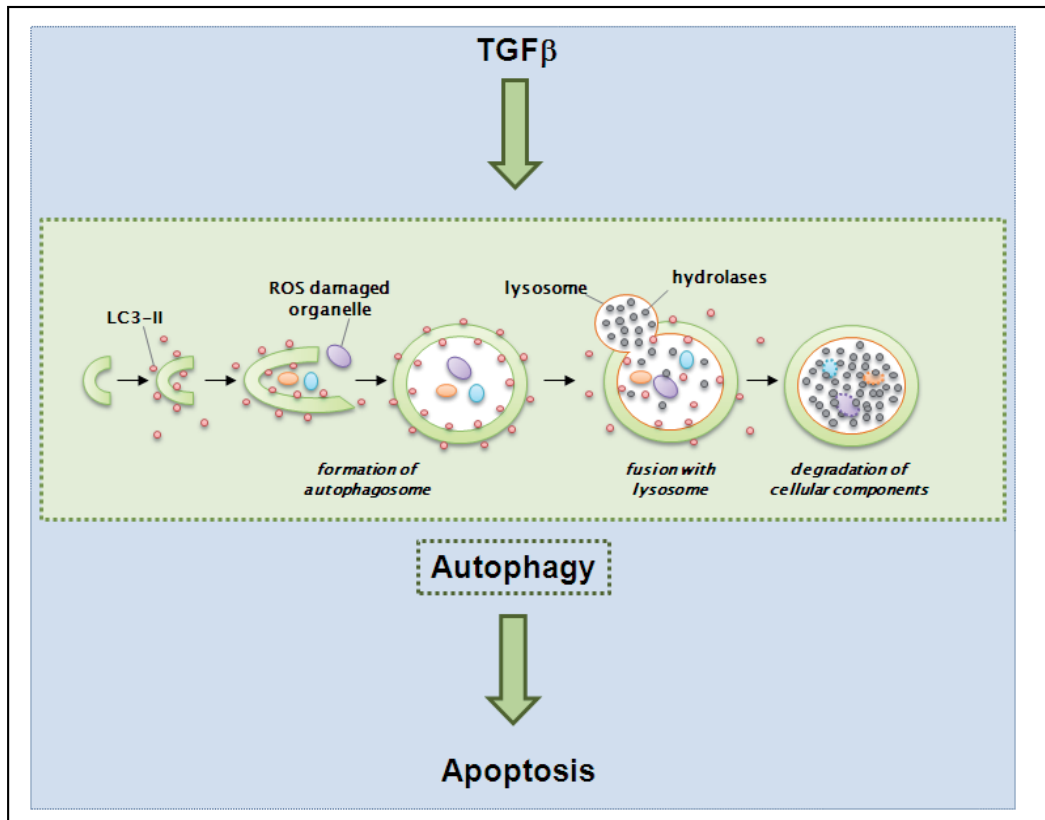 TGFβ
ROS damaged
organelle
LC3-II
lysosome
hydrolases
formation of
autophagosome
fusion with
lysosome
degradation of
cellular components
Autophagy
Apoptosis